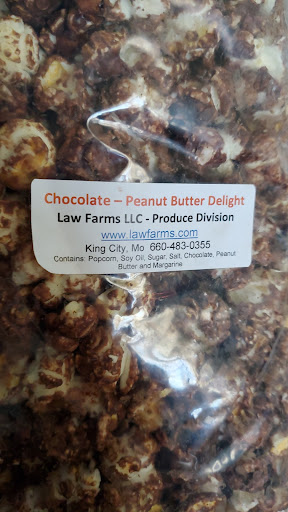 Chocolate – Peanut Butter Delight
Law Farms LLC - Produce Division
www.lawfarms.com
King City, Mo 660-483-0355
Contains: Popcorn, Soy Oil, Sugar, Salt, Chocolate, Peanut
Butter and Margarine